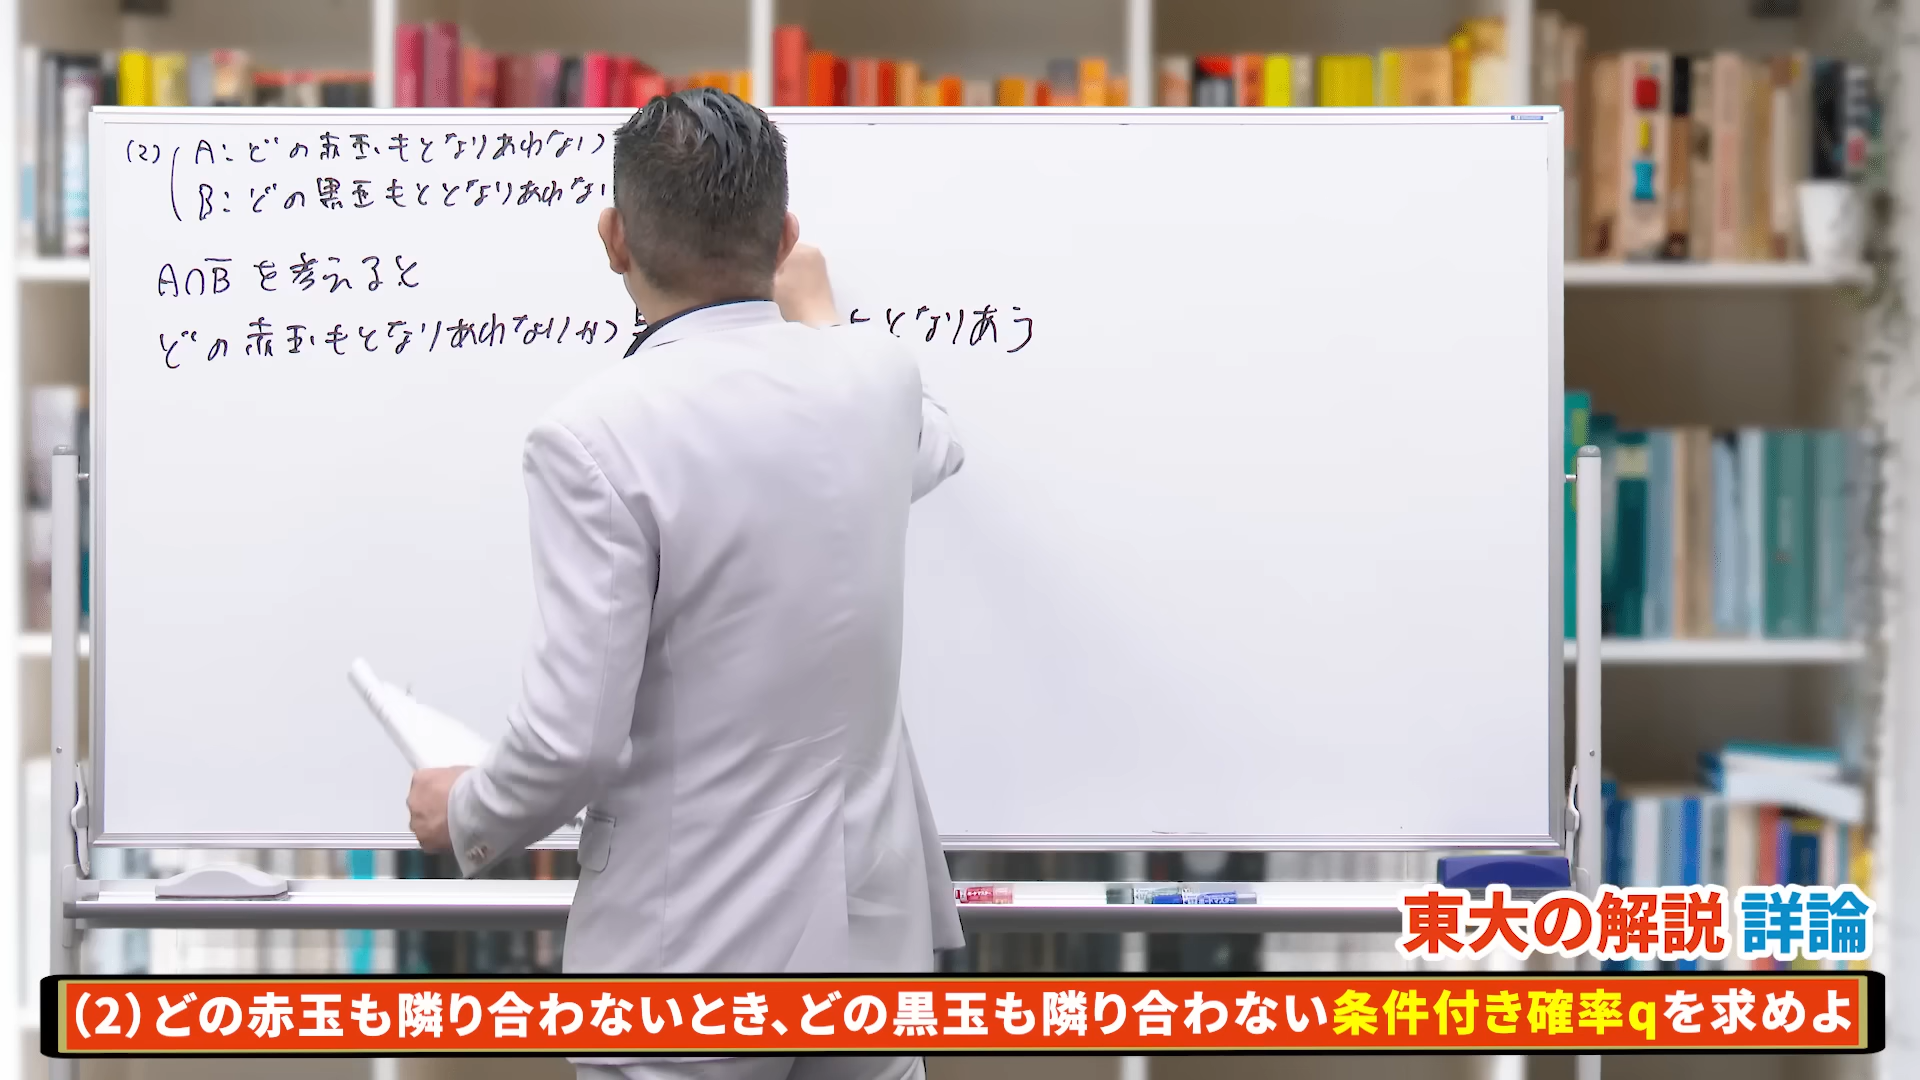 (2) A: どの赤玉もとなりあわない
B: どの黒玉もととなりあわない
A∩B̅ を考えると
どの赤玉もとなりあわないかつ となりあう
東大の解説 詳論
(2)どの赤玉も隣り合わないとき、どの黒玉も隣り合わない条件付き確率qを求めよ